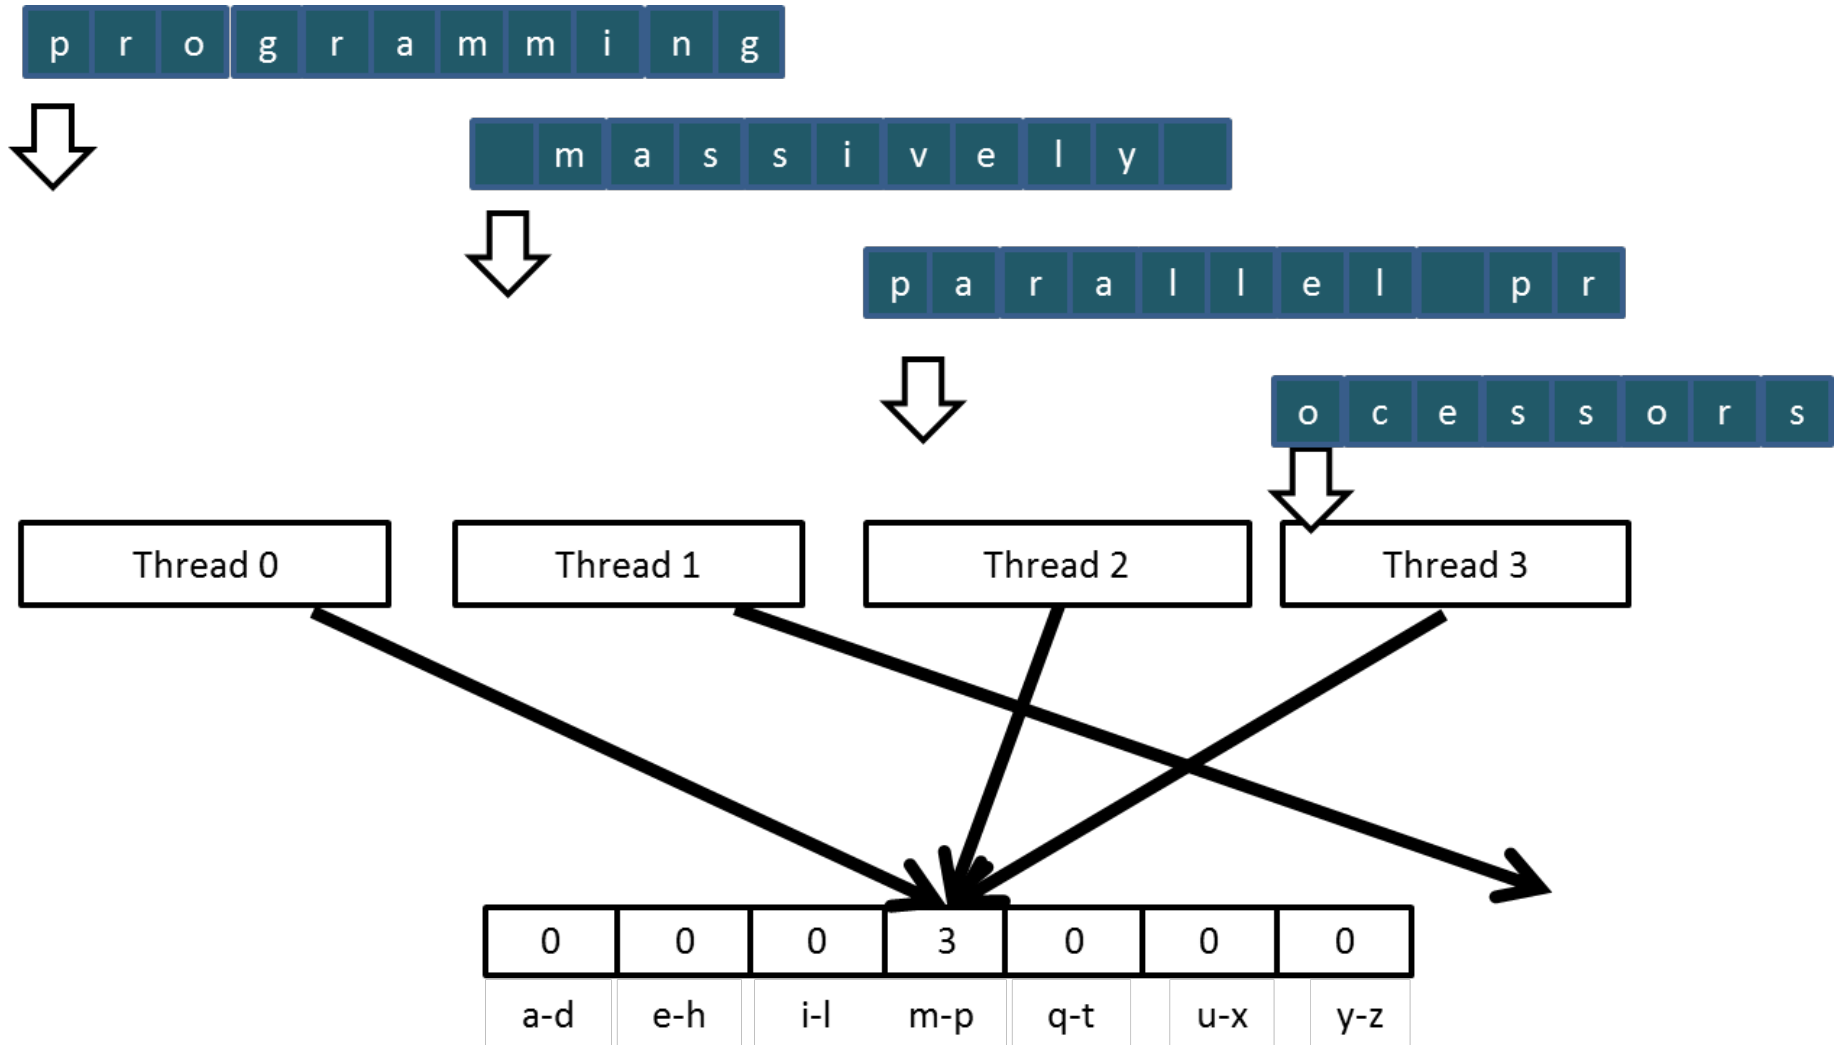 p r o g r a m m i n g
m a s s i v e l y
p a r a l l e l p r
o c e s s o r s
Thread 0 Thread 1 Thread 2 Thread 3
0 0 0 3 0 0 0
a-d e-h i-l m-p q-t u-x y-z